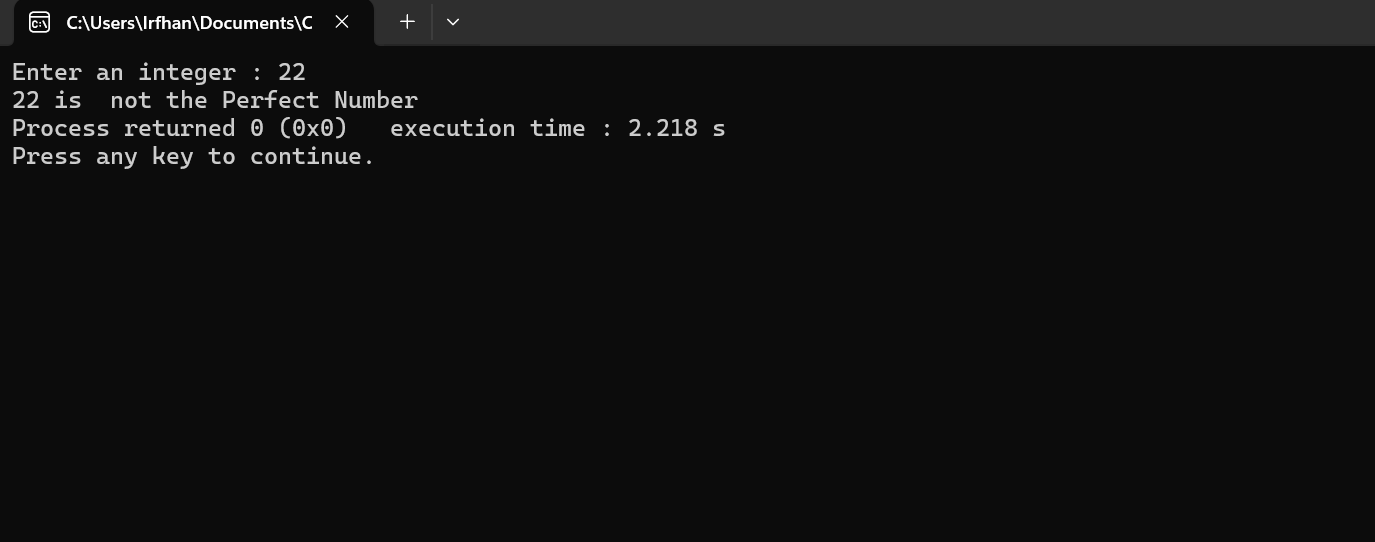 C:\Users\Irfhan\Documents\C
Enter an integer : 22
22 is  not the Perfect Number
Process returned 0 (0x0)   execution time : 2.218 s
Press any key to continue.